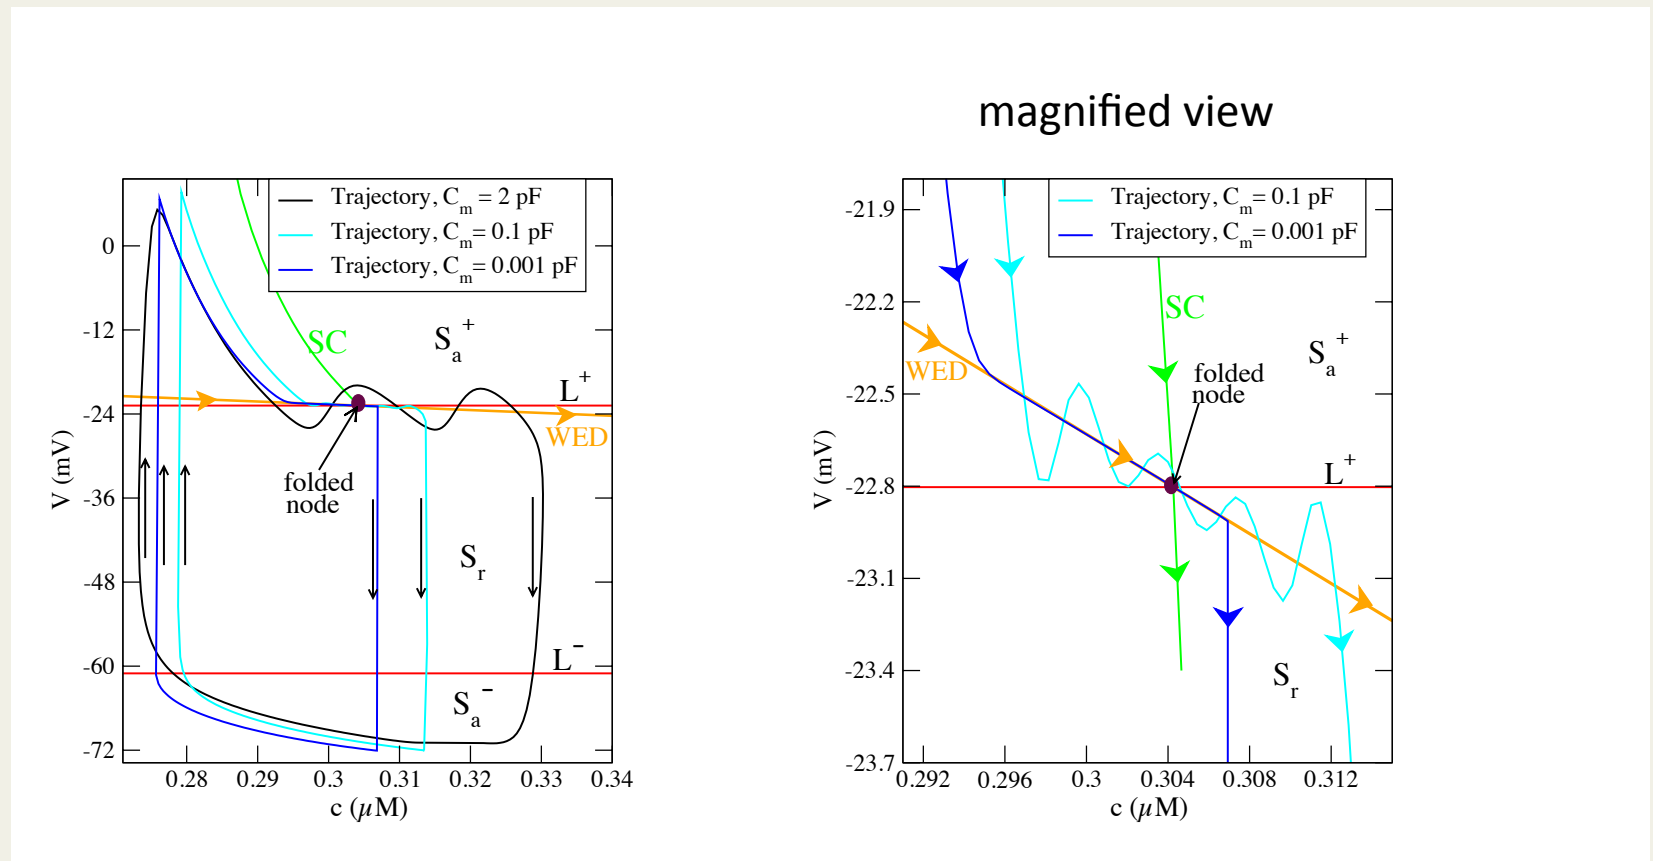 magnified view
Trajectory, Cm = 2 pF
Trajectory, Cm= 0.1 pF
Trajectory, Cm= 0.001 pF
SC
Sa+
L+
WED
folded
node
Sr
L-
Sa-
0
-12
-24
-36
-48
-60
-72
V (mV)
0.28 0.29 0.3 0.31 0.32 0.33 0.34
c (μM)
Trajectory, Cm= 0.1 pF
Trajectory, Cm= 0.001 pF
SC
Sa+
WED
folded
node
L+
Sr
-21.9
-22.2
-22.5
-22.8
-23.1
-23.4
-23.7
V (mV)
0.292 0.296 0.3 0.304 0.308 0.312
c (μM)